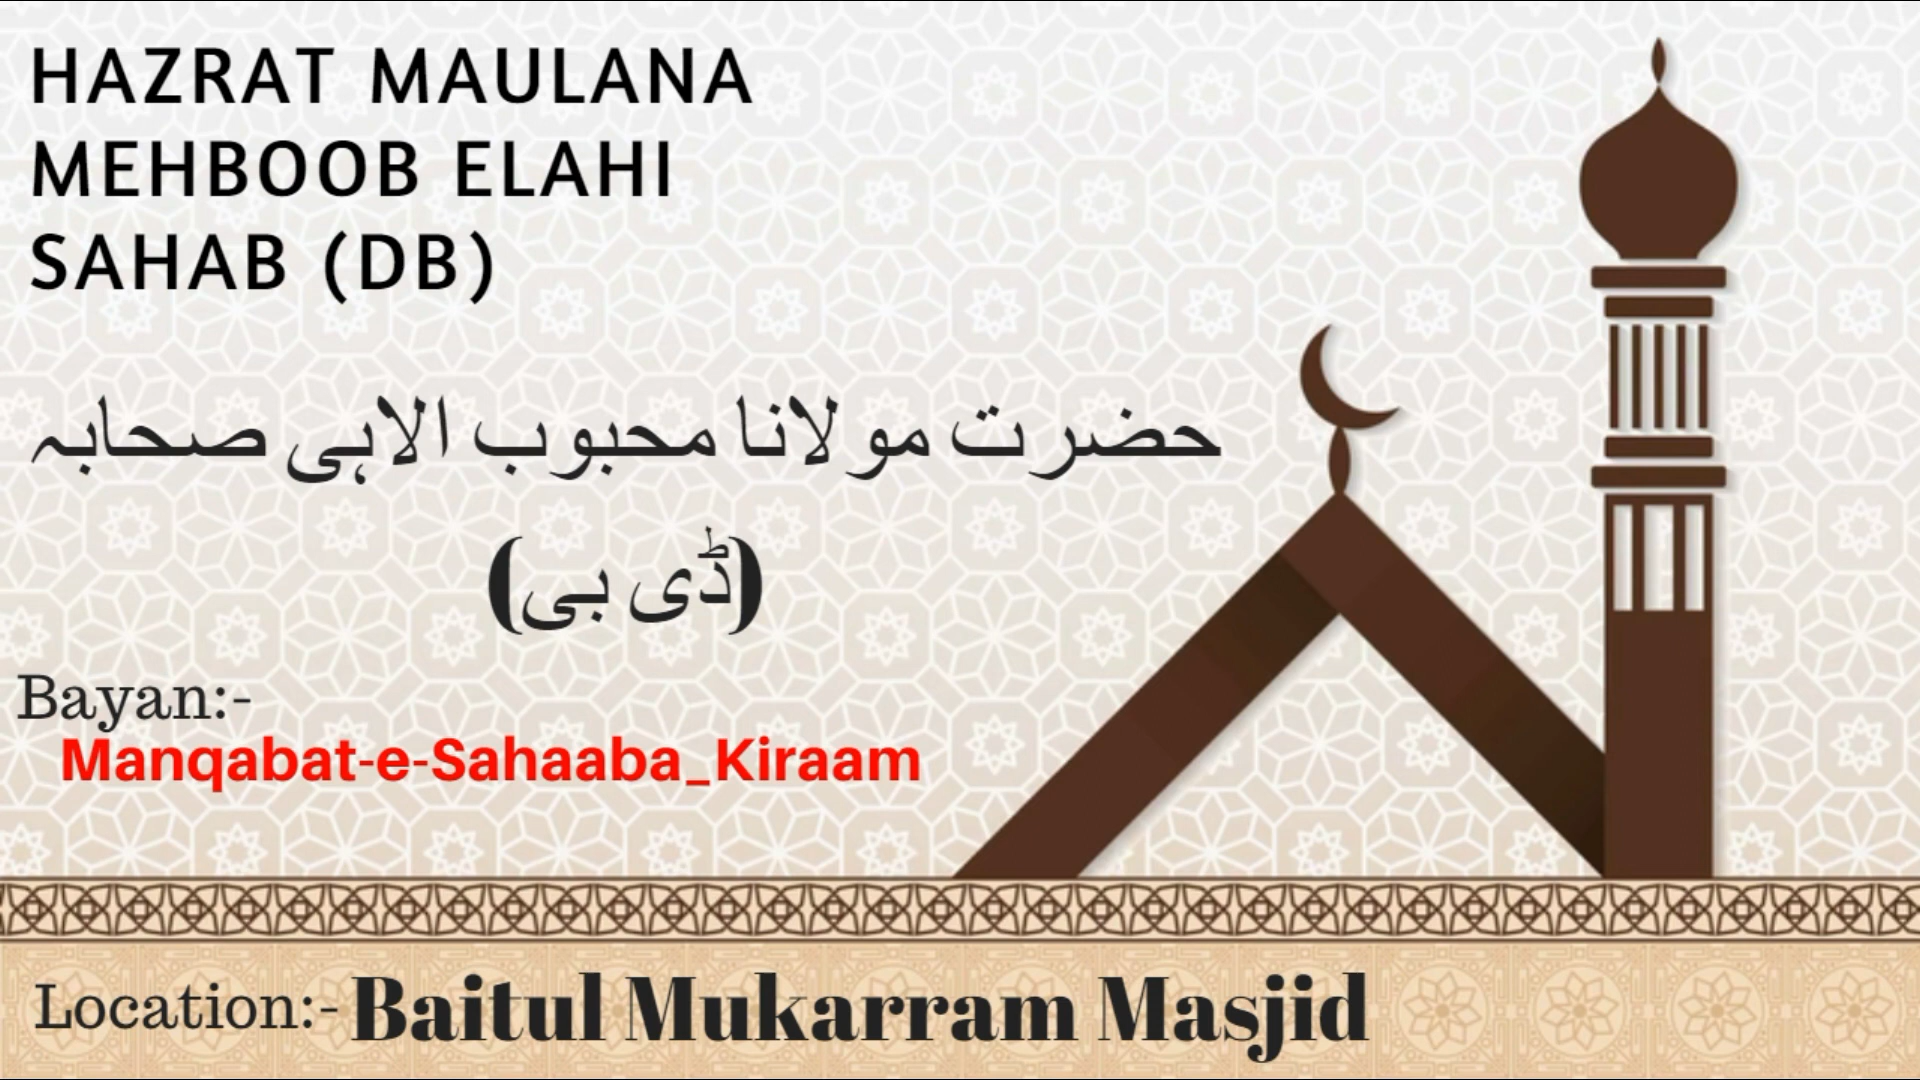 HAZRAT MAULANA
MEHBOOB ELAHI
SAHAB (DB)
حضرت مولانا محبوب الاہی صحابہ
(ڈی بی)
Bayan:-
Manqabat-e-Sahaaba_Kiraam
Location:- Baitul Mukarram Masjid